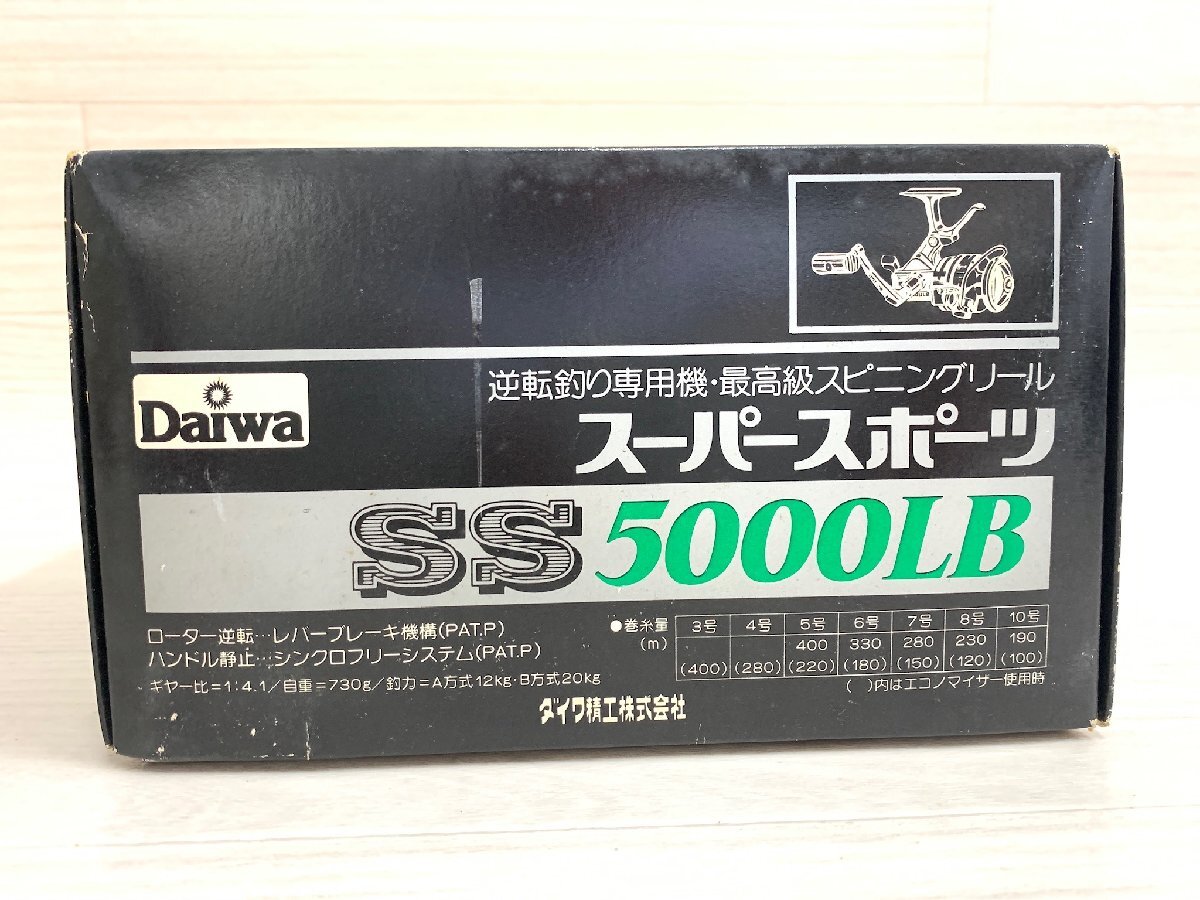 Daiwa
逆転釣り専用機・最高級スピニングリール
スーパースポーツ
SS 5000LB
ローター逆転…レバーブレーキ機構(PAT.P)
ハンドル静止…シンクロフリーシステム(PAT.P)
ギヤー比=1:4.1/自重=730g/釣力=A方式12kg・B方式20kg
●巻糸量 3号 4号 5号 6号 7号 8号 10号
(m) 400 330 280 230 190
(400) (280) (220) (180) (150) (120) (100)
( )内はエコノマイザー使用時
ダイワ精工株式会社